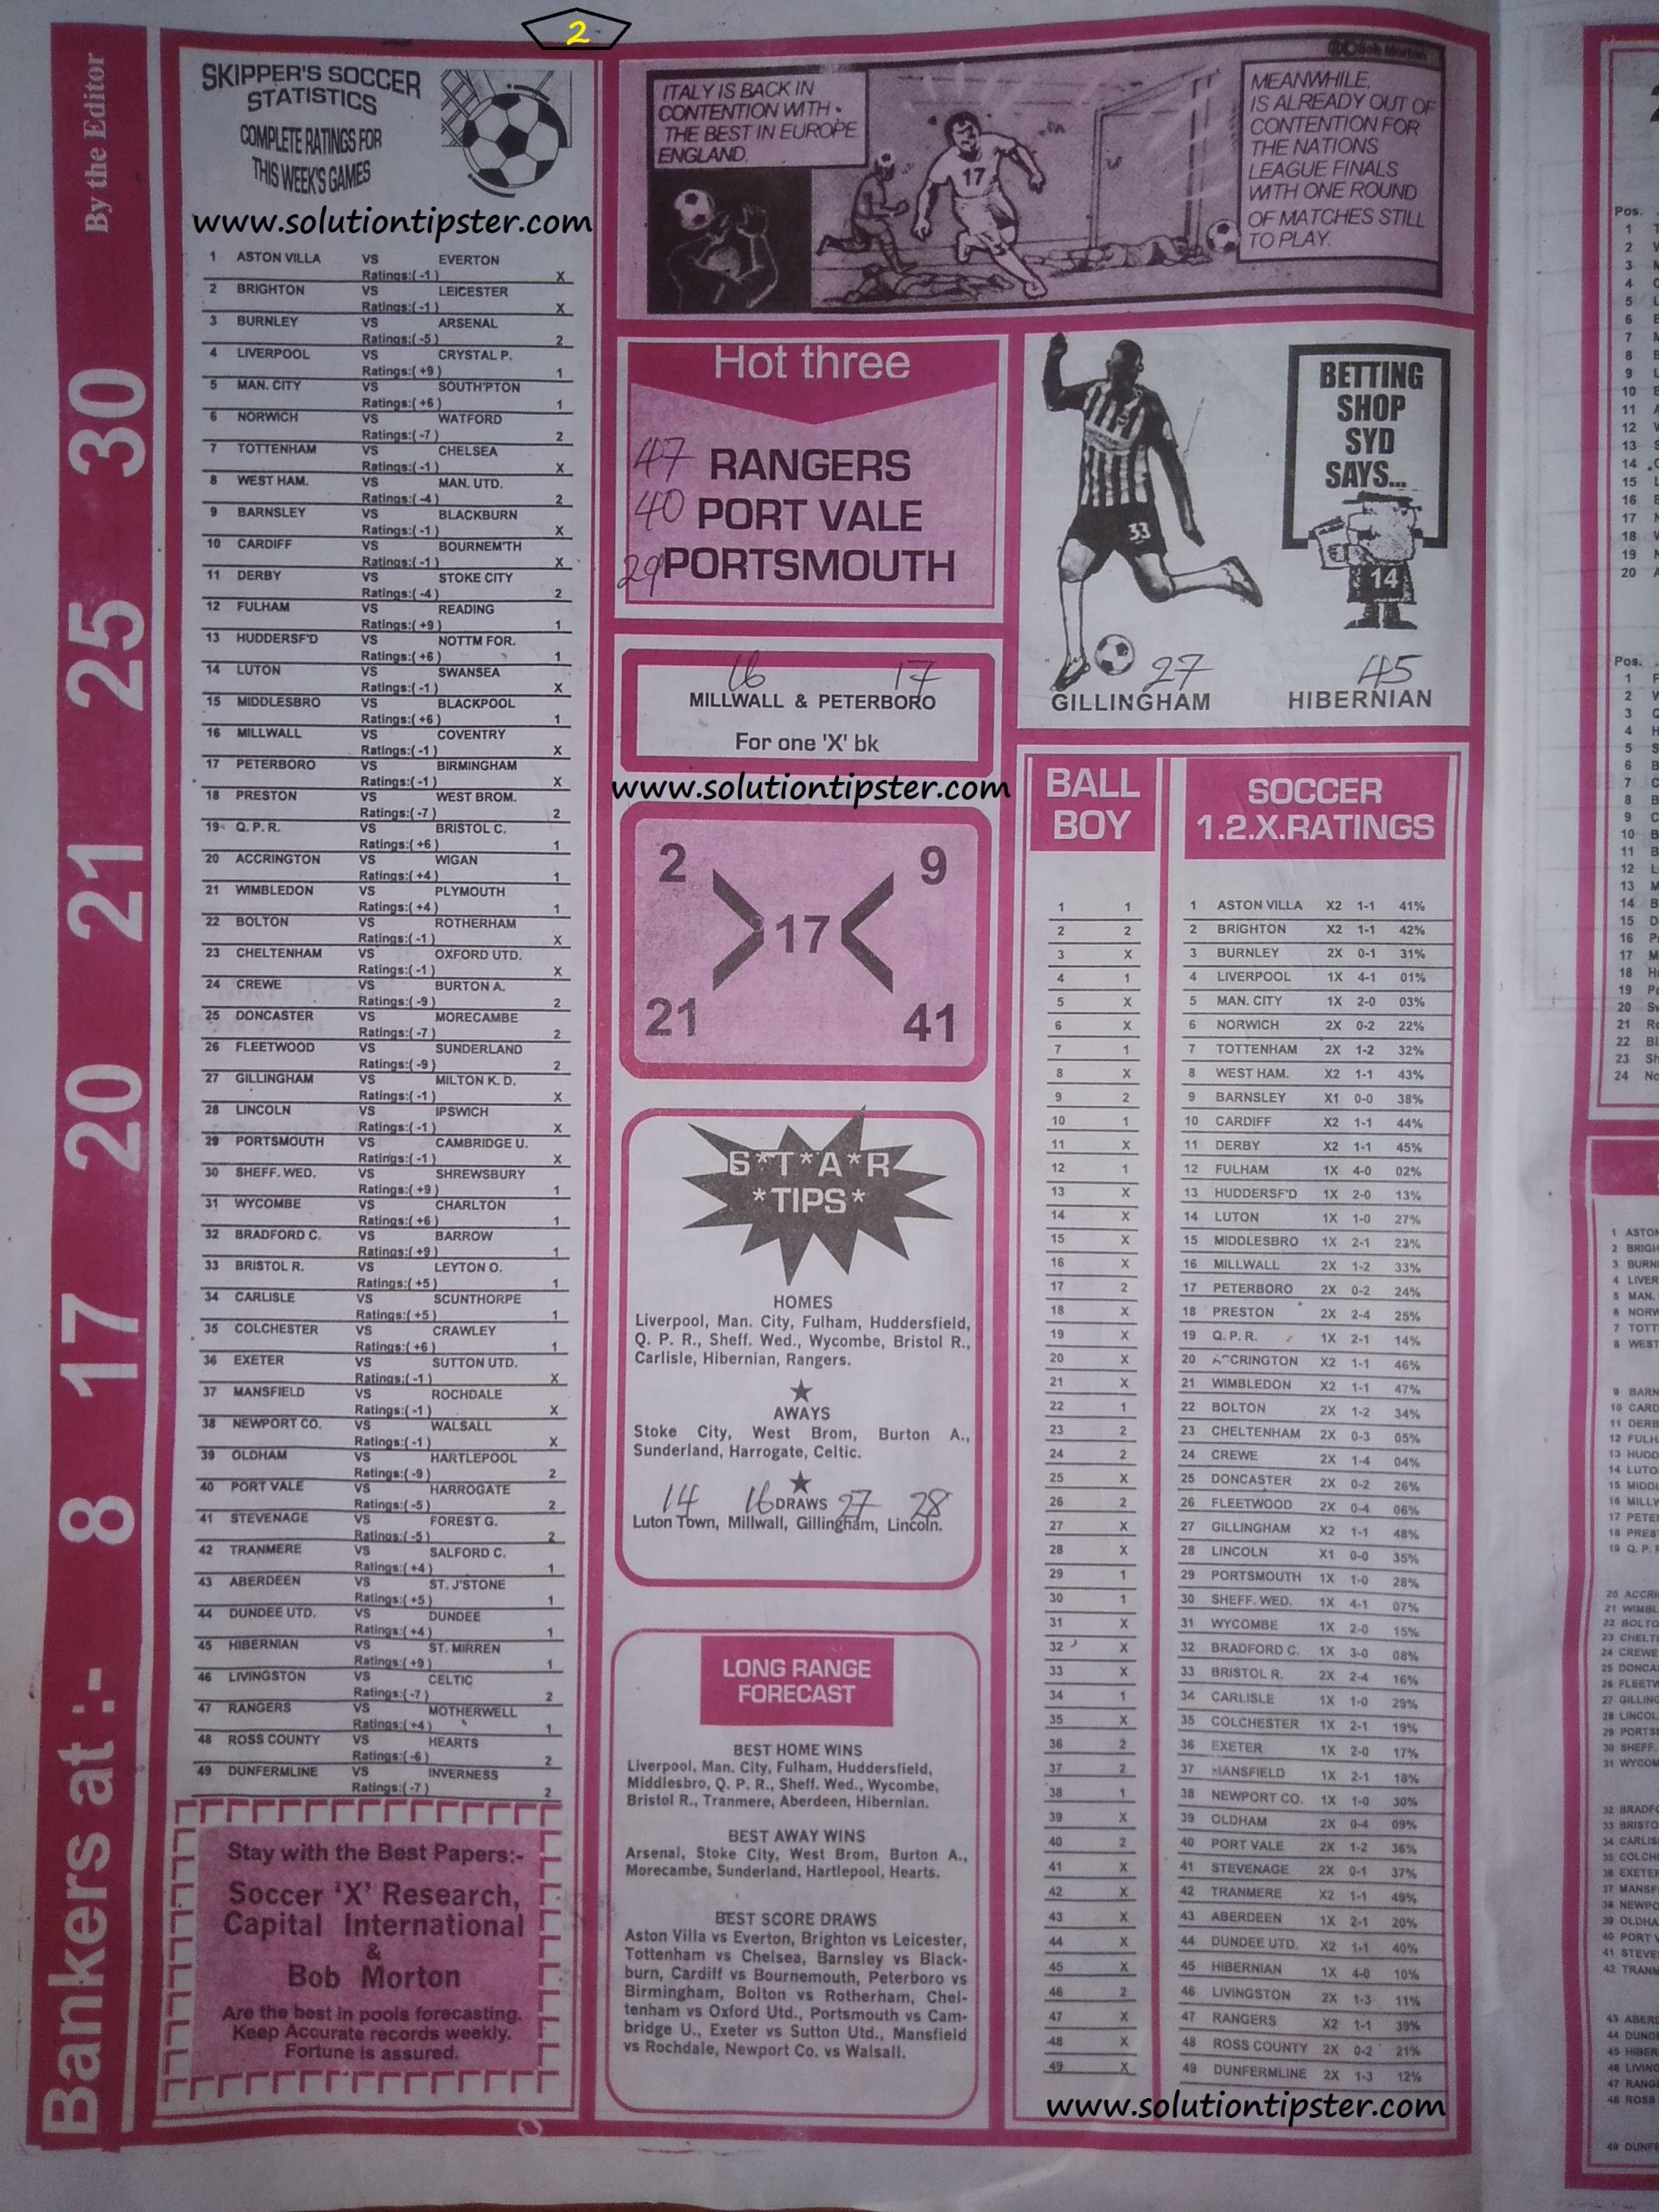 2
By the Editor
Bankers at :- 8 17 20 21 25 30
SKIPPER'S SOCCER
STATISTICS
COMPLETE RATINGS FOR
THIS WEEK'S GAMES
www.solutiontipster.com
1 ASTON VILLA VS EVERTON
Ratings:( -1 ) X
2 BRIGHTON VS LEICESTER
Ratings:( -1 ) X
3 BURNLEY VS ARSENAL
Ratings:( -5 ) 2
4 LIVERPOOL VS CRYSTAL P.
Ratings:( +9 ) 1
5 MAN. CITY VS SOUTH'PTON
Ratings:( +6 ) 1
6 NORWICH VS WATFORD
Ratings:( -7 ) 2
7 TOTTENHAM VS CHELSEA
Ratings:( -1 ) X
8 WEST HAM. VS MAN. UTD.
Ratings:( -4 ) 2
9 BARNSLEY VS BLACKBURN
Ratings:( -1 ) X
10 CARDIFF VS BOURNEM'TH
Ratings:( -1 ) X
11 DERBY VS STOKE CITY
Ratings:( -4 ) 2
12 FULHAM VS READING
Ratings:( +9 ) 1
13 HUDDERSF'D VS NOTTM FOR.
Ratings:( +6 ) 1
14 LUTON VS SWANSEA
Ratings:( -1 ) X
15 MIDDLESBRO VS BLACKPOOL
Ratings:( +6 ) 1
16 MILLWALL VS COVENTRY
Ratings:( -1 ) X
17 PETERBORO VS BIRMINGHAM
Ratings:( -1 ) X
18 PRESTON VS WEST BROM.
Ratings:( -7 ) 2
19 Q. P. R. VS BRISTOL C.
Ratings:( +6 ) 1
20 ACCRINGTON VS WIGAN
Ratings:( +4 ) 1
21 WIMBLEDON VS PLYMOUTH
Ratings:( +4 ) 1
22 BOLTON VS ROTHERHAM
Ratings:( -1 ) X
23 CHELTENHAM VS OXFORD UTD.
Ratings:( -1 ) X
24 CREWE VS BURTON A.
Ratings:( -9 ) 2
25 DONCASTER VS MORECAMBE
Ratings:( -7 ) 2
26 FLEETWOOD VS SUNDERLAND
Ratings:( -9 ) 2
27 GILLINGHAM VS MILTON K. D.
Ratings:( -1 ) X
28 LINCOLN VS IPSWICH
Ratings:( -1 ) X
29 PORTSMOUTH VS CAMBRIDGE U.
Ratings:( -1 ) X
30 SHEFF. WED. VS SHREWSBURY
Ratings:( +9 ) 1
31 WYCOMBE VS CHARLTON
Ratings:( +6 ) 1
32 BRADFORD C. VS BARROW
Ratings:( +9 ) 1
33 BRISTOL R. VS LEYTON O.
Ratings:( +5 ) 1
34 CARLISLE VS SCUNTHORPE
Ratings:( +5 ) 1
35 COLCHESTER VS CRAWLEY
Ratings:( +6 ) 1
36 EXETER VS SUTTON UTD.
Ratings:( -1 ) X
37 MANSFIELD VS ROCHDALE
Ratings:( -1 ) X
38 NEWPORT CO. VS WALSALL
Ratings:( -1 ) X
39 OLDHAM VS HARTLEPOOL
Ratings:( -9 ) 2
40 PORT VALE VS HARROGATE
Ratings:( -5 ) 2
41 STEVENAGE VS FOREST G.
Ratings:( -5 ) 2
42 TRANMERE VS SALFORD C.
Ratings:( +4 ) 1
43 ABERDEEN VS ST. J'STONE
Ratings:( +5 ) 1
44 DUNDEE UTD. VS DUNDEE
Ratings:( +4 ) 1
45 HIBERNIAN VS ST. MIRREN
Ratings:( +9 ) 1
46 LIVINGSTON VS CELTIC
Ratings:( -7 ) 2
47 RANGERS VS MOTHERWELL
Ratings:( +4 ) 1
48 ROSS COUNTY VS HEARTS
Ratings:( -6 ) 2
49 DUNFERMLINE VS INVERNESS
Ratings:( -7 ) 2
Stay with the Best Papers:-
Soccer 'X' Research,
Capital International
&
Bob Morton
Are the best in pools forecasting.
Keep Accurate records weekly.
Fortune is assured.
Bob Morton
ITALY IS BACK IN
CONTENTION WITH
THE BEST IN EUROPE
ENGLAND.
17
MEANWHILE,
IS ALREADY OUT OF
CONTENTION FOR
THE NATIONS
LEAGUE FINALS
WITH ONE ROUND
OF MATCHES STILL
TO PLAY.
Hot three
47 RANGERS
40 PORT VALE
29 PORTSMOUTH
16 17
MILLWALL & PETERBORO
For one 'X' bk
www.solutiontipster.com
2 9
17
21 41
S*T*A*R
*TIPS*
HOMES
Liverpool, Man. City, Fulham, Huddersfield,
Q. P. R., Sheff. Wed., Wycombe, Bristol R.,
Carlisle, Hibernian, Rangers.
AWAYS
Stoke City, West Brom, Burton A.,
Sunderland, Harrogate, Celtic.
14 16 DRAWS 27 28
Luton Town, Millwall, Gillingham, Lincoln.
LONG RANGE
FORECAST
BEST HOME WINS
Liverpool, Man. City, Fulham, Huddersfield,
Middlesbro, Q. P. R., Sheff. Wed., Wycombe,
Bristol R., Tranmere, Aberdeen, Hibernian.
BEST AWAY WINS
Arsenal, Stoke City, West Brom, Burton A.,
Morecambe, Sunderland, Hartlepool, Hearts.
BEST SCORE DRAWS
Aston Villa vs Everton, Brighton vs Leicester,
Tottenham vs Chelsea, Barnsley vs Black-
burn, Cardiff vs Bournemouth, Peterboro vs
Birmingham, Bolton vs Rotherham, Chel-
tenham vs Oxford Utd., Portsmouth vs Cam-
bridge U., Exeter vs Sutton Utd., Mansfield
vs Rochdale, Newport Co. vs Walsall.
BETTING
SHOP
SYD
SAYS...
33
14
27 45
GILLINGHAM HIBERNIAN
BALL
BOY
1 1
2 2
3 X
4 1
5 X
6 X
7 1
8 X
9 2
10 1
11 X
12 1
13 X
14 X
15 X
16 X
17 2
18 X
19 X
20 X
21 X
22 1
23 2
24 2
25 X
26 2
27 X
28 X
29 1
30 1
31 X
32 X
33 X
34 1
35 X
36 2
37 2
38 1
39 X
40 2
41 X
42 X
43 X
44 X
45 X
46 2
47 X
48 X
49 X
SOCCER
1.2.X.RATINGS
1 ASTON VILLA X2 1-1 41%
2 BRIGHTON X2 1-1 42%
3 BURNLEY 2X 0-1 31%
4 LIVERPOOL 1X 4-1 01%
5 MAN. CITY 1X 2-0 03%
6 NORWICH 2X 0-2 22%
7 TOTTENHAM 2X 1-2 32%
8 WEST HAM. X2 1-1 43%
9 BARNSLEY X1 0-0 38%
10 CARDIFF X2 1-1 44%
11 DERBY X2 1-1 45%
12 FULHAM 1X 4-0 02%
13 HUDDERSF'D 1X 2-0 13%
14 LUTON 1X 1-0 27%
15 MIDDLESBRO 1X 2-1 23%
16 MILLWALL 2X 1-2 33%
17 PETERBORO 2X 0-2 24%
18 PRESTON 2X 2-4 25%
19 Q. P. R. 1X 2-1 14%
20 ACCRINGTON X2 1-1 46%
21 WIMBLEDON X2 1-1 47%
22 BOLTON 2X 1-2 34%
23 CHELTENHAM 2X 0-3 05%
24 CREWE 2X 1-4 04%
25 DONCASTER 2X 0-2 26%
26 FLEETWOOD 2X 0-4 06%
27 GILLINGHAM X2 1-1 48%
28 LINCOLN X1 0-0 35%
29 PORTSMOUTH 1X 1-0 28%
30 SHEFF. WED. 1X 4-1 07%
31 WYCOMBE 1X 2-0 15%
32 BRADFORD C. 1X 3-0 08%
33 BRISTOL R. 2X 2-4 16%
34 CARLISLE 1X 1-0 29%
35 COLCHESTER 1X 2-1 19%
36 EXETER 1X 2-0 17%
37 MANSFIELD 1X 2-1 18%
38 NEWPORT CO. 1X 1-0 30%
39 OLDHAM 2X 0-4 09%
40 PORT VALE 2X 1-2 36%
41 STEVENAGE 2X 0-1 37%
42 TRANMERE X2 1-1 49%
43 ABERDEEN 1X 2-1 20%
44 DUNDEE UTD. X2 1-1 40%
45 HIBERNIAN 1X 4-0 10%
46 LIVINGSTON 2X 1-3 11%
47 RANGERS X2 1-1 39%
48 ROSS COUNTY 2X 0-2 21%
49 DUNFERMLINE 2X 1-3 12%
www.solutiontipster.com